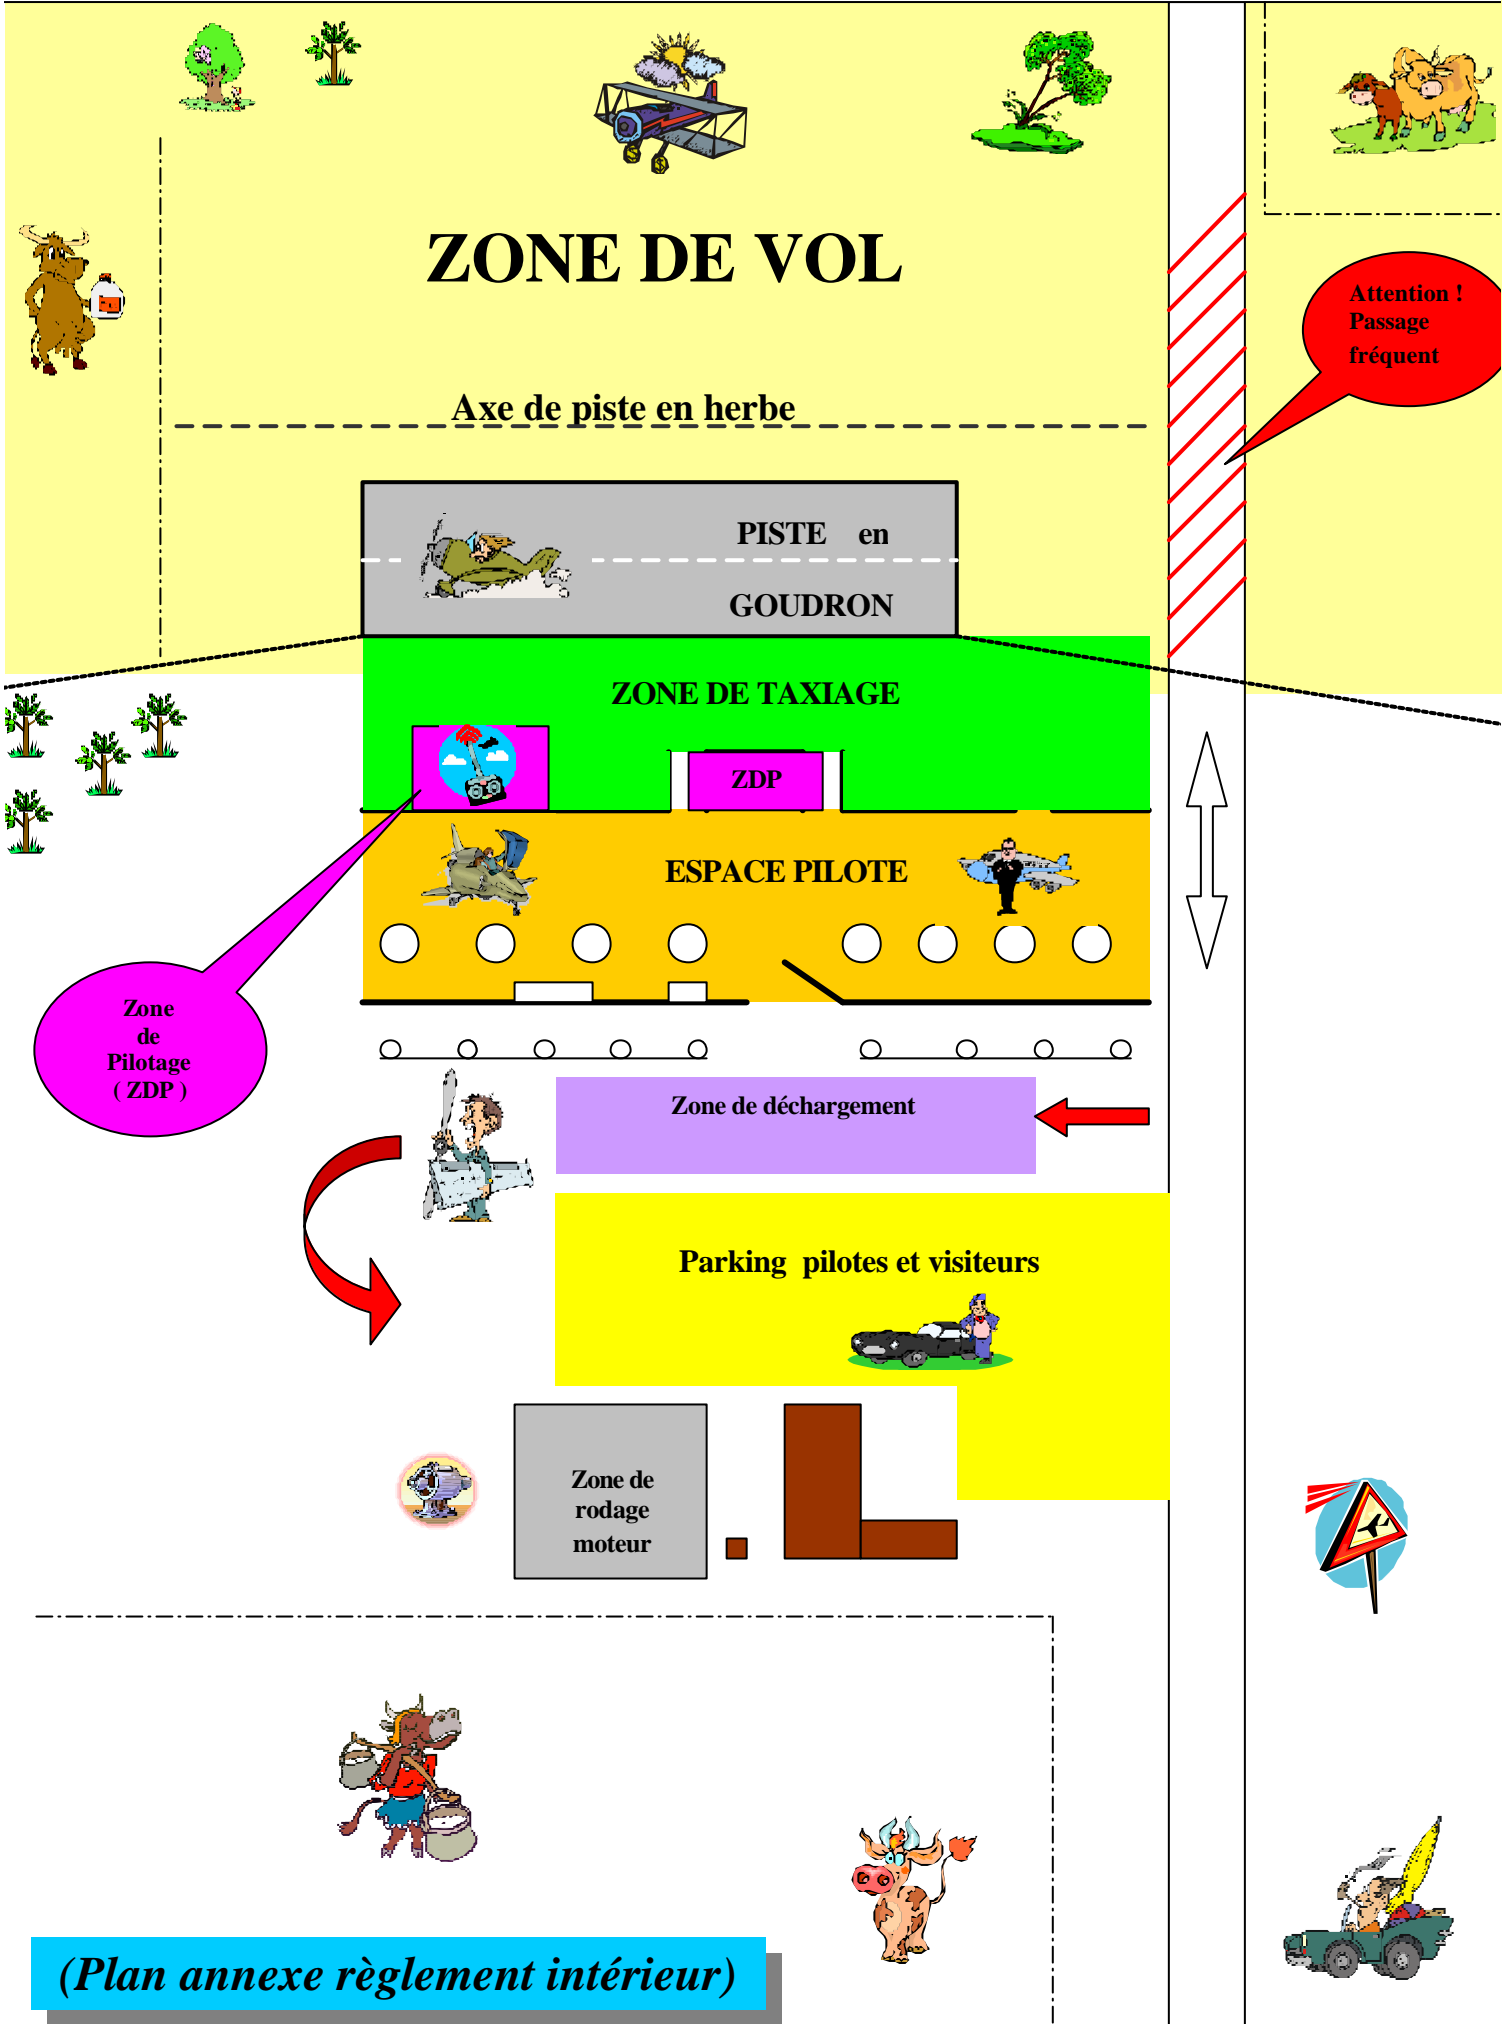 ZONE DE VOL
Attention !
Passage
fréquent
Axe de piste en herbe
PISTE en
GOUDRON
ZONE DE TAXIAGE
ZDP
ESPACE PILOTE
Zone
de
Pilotage
( ZDP )
Zone de déchargement
Parking pilotes et visiteurs
Zone de
rodage
moteur
(Plan annexe règlement intérieur)